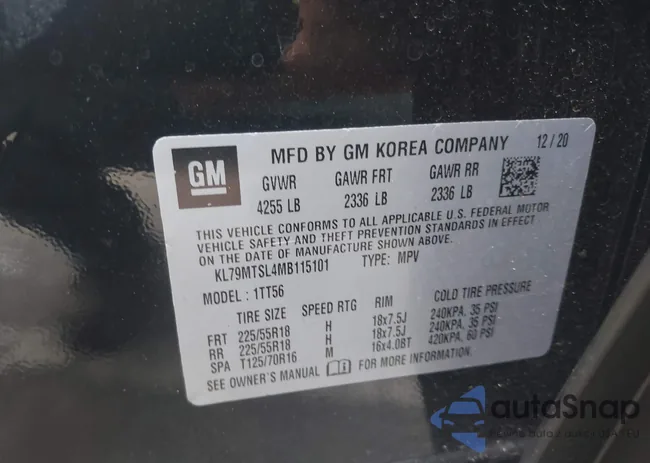 GM
MFD BY GM KOREA COMPANY 12/20
GVWR GAWR FRT GAWR RR
4255 LB 2336 LB 2336 LB
THIS VEHICLE CONFORMS TO ALL APPLICABLE U.S. FEDERAL MOTOR
VEHICLE SAFETY AND THEFT PREVENTION STANDARDS IN EFFECT
ON THE DATE OF MANUFACTURE SHOWN ABOVE.
KL79MTSL4MB115101 TYPE: MPV
MODEL: 1TT56
TIRE SIZE SPEED RTG RIM COLD TIRE PRESSURE
FRT 225/55R18 H 18x7.5J 240KPA, 35 PSI
RR 225/55R18 H 18x7.5J 240KPA, 35 PSI
SPA T125/70R16 M 16x4.0BT 420KPA, 60 PSI
SEE OWNER'S MANUAL FOR MORE INFORMATION.
autoSnap